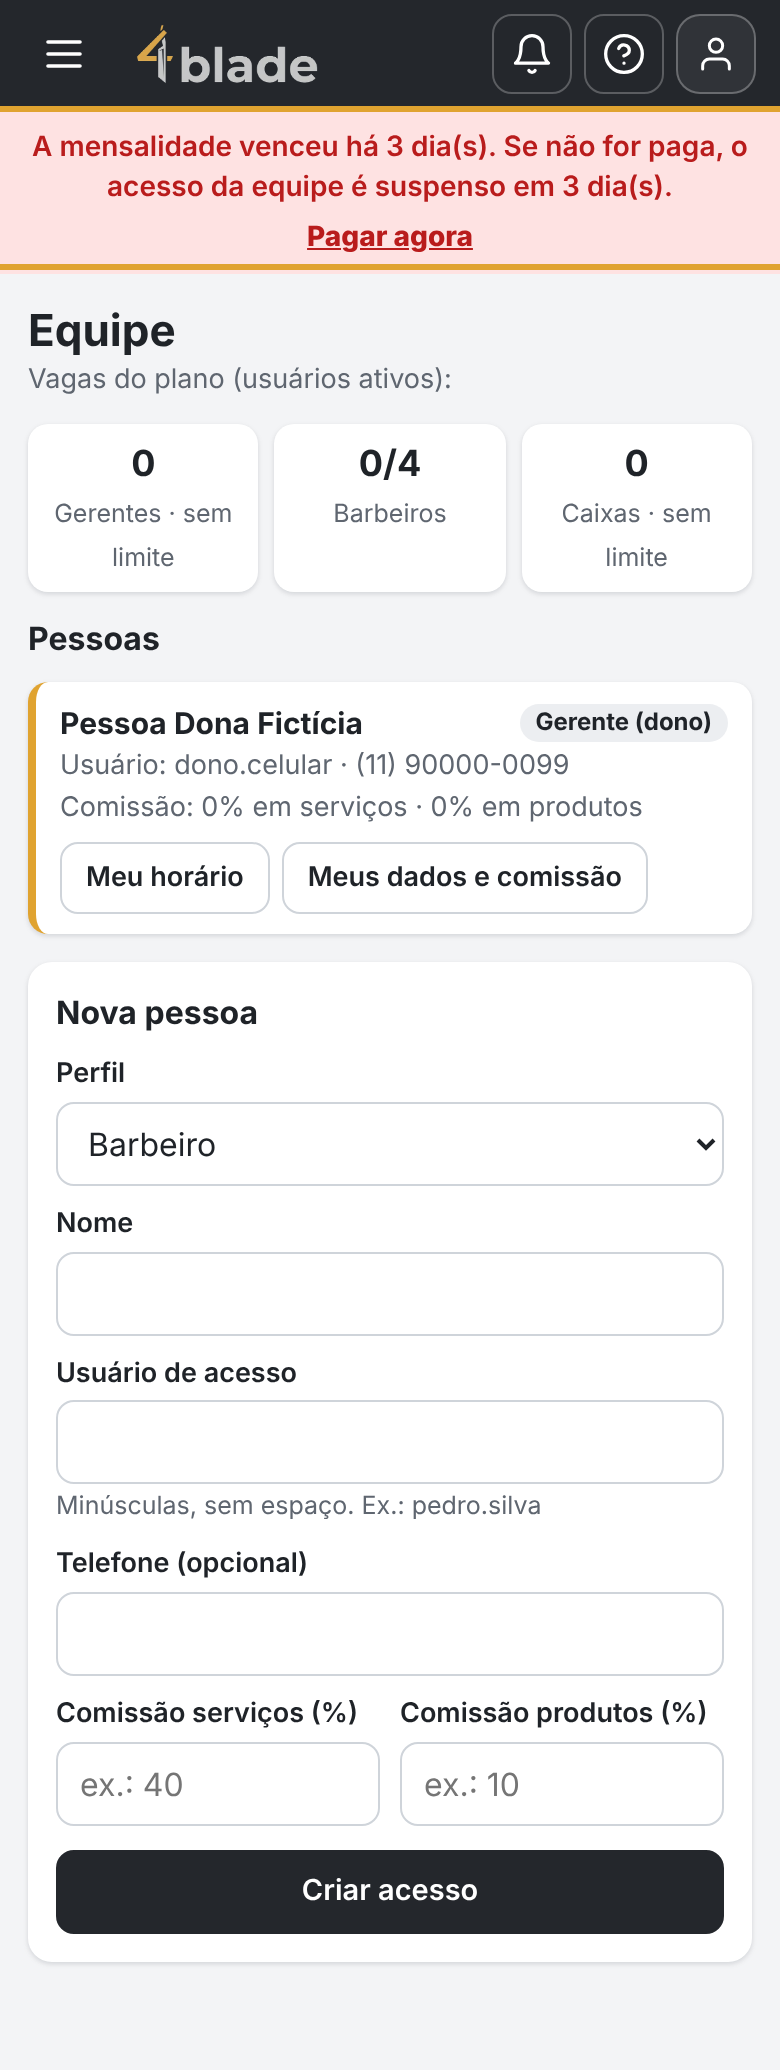 4blade
A mensalidade venceu há 3 dia(s). Se não for paga, o
acesso da equipe é suspenso em 3 dia(s).
Pagar agora
Equipe
Vagas do plano (usuários ativos):
0
Gerentes · sem
limite
0/4
Barbeiros
0
Caixas · sem
limite
Pessoas
Pessoa Dona Fictícia
Gerente (dono)
Usuário: dono.celular · (11) 90000-0099
Comissão: 0% em serviços · 0% em produtos
Meu horário
Meus dados e comissão
Nova pessoa
Perfil
Barbeiro
Nome
Usuário de acesso
Minúsculas, sem espaço. Ex.: pedro.silva
Telefone (opcional)
Comissão serviços (%)
Comissão produtos (%)
ex.: 40
ex.: 10
Criar acesso